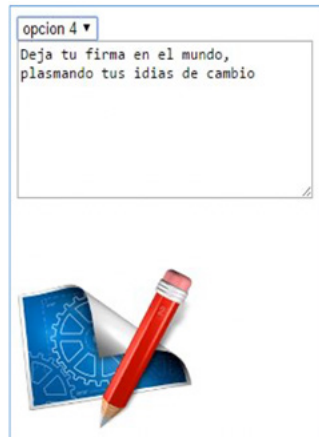 opcion 4
Deja tu firma en el mundo,
plasmando tus idias de cambio